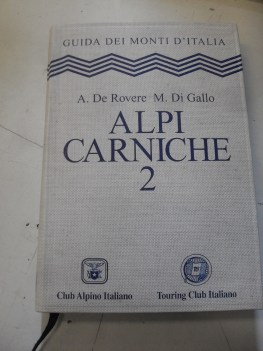 GUIDA DEI MONTI D'ITALIA
A. De Rovere M. Di Gallo
ALPI
CARNICHE
2
Club Alpino Italiano Touring Club Italiano